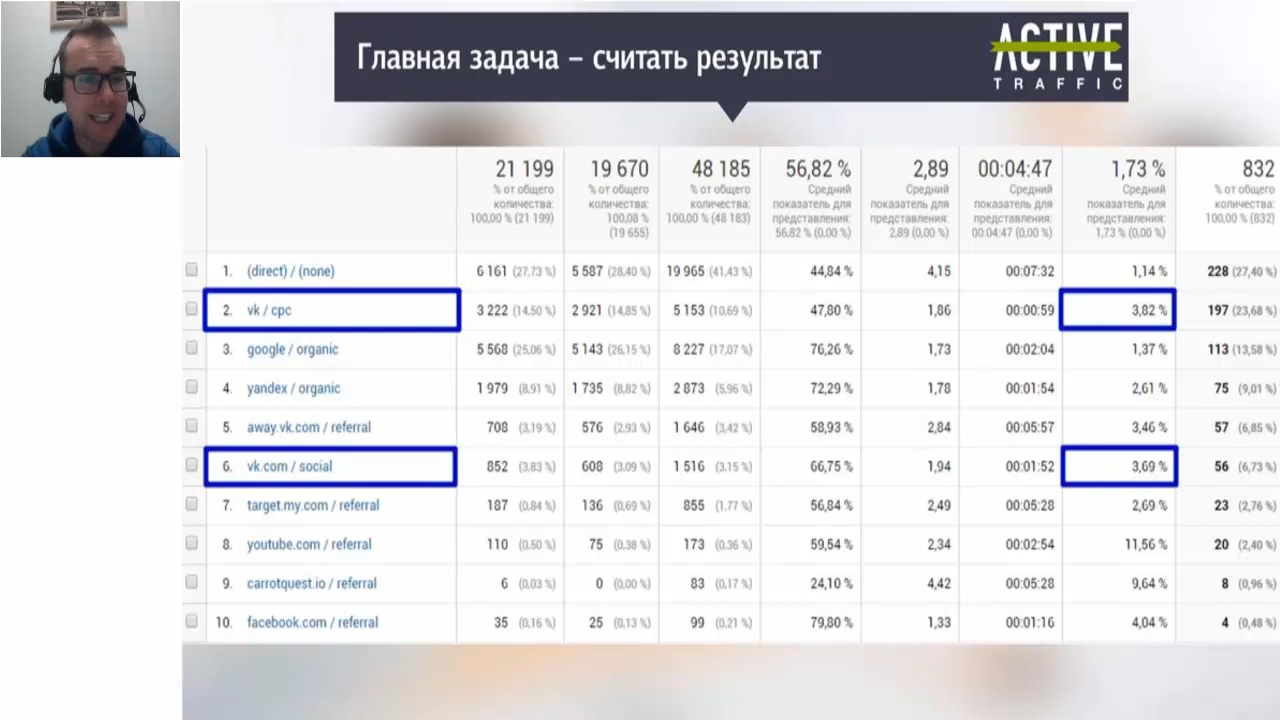 Главная задача – считать результат
ACTIVE
TRAFFIC
21 199 19 670 48 185 56,82 % 2,89 00:04:47 1,73 % 832
% от общего количества: 100,00 % (21 199)
% от общего количества: 100,08 % (19 655)
% от общего количества: 100,00 % (48 183)
Средний показатель для представления: 56,82 % (0,00 %)
Средний показатель для представления: 2,89 (0,00 %)
Средний показатель для представления: 00:04:47 (0,00 %)
Средний показатель для представления: 1,73 % (0,00 %)
% от общего количества: 100,00 % (832)
1. (direct) / (none) 6 161 (27,73 %) 5 587 (28,40 %) 19 965 (41,43 %) 44,84 % 4,15 00:07:32 1,14 % 228 (27,40 %)
2. vk / cpc 3 222 (14,50 %) 2 921 (14,85 %) 5 153 (10,69 %) 47,80 % 1,86 00:00:59 3,82 % 197 (23,68 %)
3. google / organic 5 568 (25,06 %) 5 143 (26,15 %) 8 227 (17,07 %) 76,26 % 1,73 00:02:04 1,37 % 113 (13,58 %)
4. yandex / organic 1 979 (8,91 %) 1 735 (8,82 %) 2 873 (5,96 %) 72,29 % 1,78 00:01:54 2,61 % 75 (9,01 %)
5. away.vk.com / referral 708 (3,19 %) 576 (2,93 %) 1 646 (3,42 %) 58,93 % 2,84 00:05:57 3,46 % 57 (6,85 %)
6. vk.com / social 852 (3,83 %) 608 (3,09 %) 1 516 (3,15 %) 66,75 % 1,94 00:01:52 3,69 % 56 (6,73 %)
7. target.my.com / referral 187 (0,84 %) 136 (0,69 %) 855 (1,77 %) 56,84 % 2,49 00:05:28 2,69 % 23 (2,76 %)
8. youtube.com / referral 110 (0,50 %) 75 (0,38 %) 173 (0,36 %) 59,54 % 2,34 00:02:54 11,56 % 20 (2,40 %)
9. carrotquest.io / referral 6 (0,03 %) 0 (0,00 %) 83 (0,17 %) 24,10 % 4,42 00:05:28 9,64 % 8 (0,96 %)
10. facebook.com / referral 35 (0,16 %) 25 (0,13 %) 99 (0,21 %) 79,80 % 1,33 00:01:16 4,04 % 4 (0,48 %)